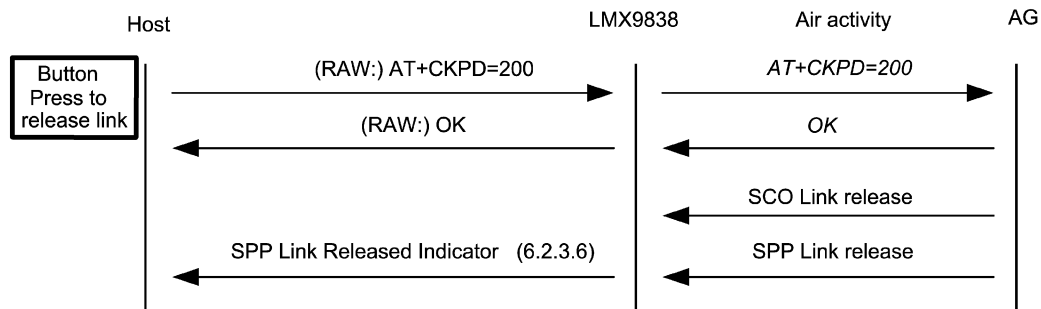 Host
LMX9838
Air activity
AG
Button
Press to
release link
(RAW:) AT+CKPD=200
AT+CKPD=200
(RAW:) OK
OK
SCO Link release
SPP Link Released Indicator (6.2.3.6)
SPP Link release